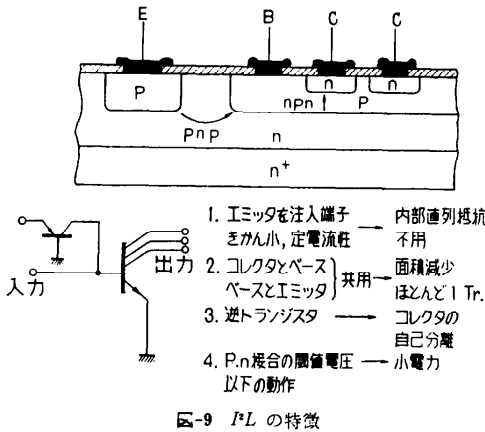 E B C C
n n
P nPn P
PnP n
n+
入力
出力
1. エミッタを注入端子 → 内部直列抵抗
きかん小, 定電流性 不用
2. コレクタとベース
ベースとエミッタ } 共用 → 面積減少
ほとんど1 Tr.
3. 逆トランジスタ → コレクタの
自己分離
4. P.n接合の閾値電圧 → 小電力
以下の動作
図-9 I²L の特徴